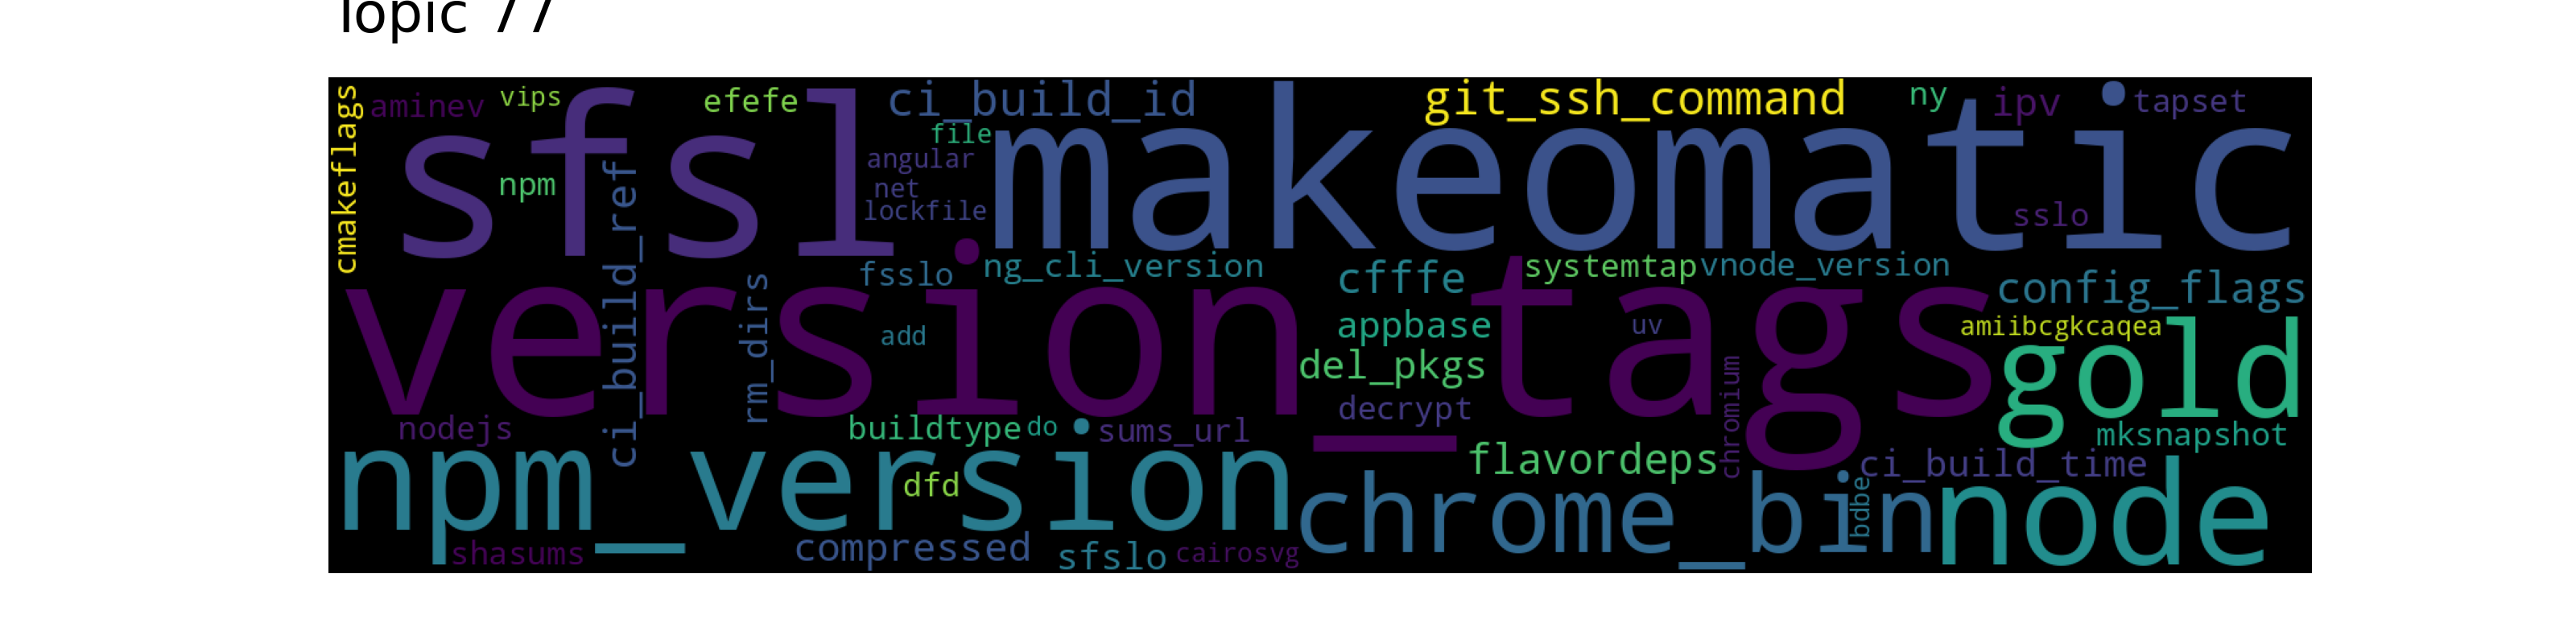 Topic 77
cmakeflags
aminev
vips
efefe
ci_build_id
git_ssh_command
ny
ipv
tapset
sfsl
makeomatic
file
angular
npm
net
lockfile
sslo
ci_build_ref
fsslo
ng_cli_version
cfffe
systemtap
vnode_version
config_flags
version_tags
rm_dirs
add
appbase
uv
amiibcgkcaqea
gold
del_pkgs
chromium
decrypt
nodejs
buildtype
do
sums_url
mksnapshot
npm_version
flavordeps
ci_build_time
dfd
chrome_bin
bdbe
node
shasums
compressed
sfslo
cairosvg